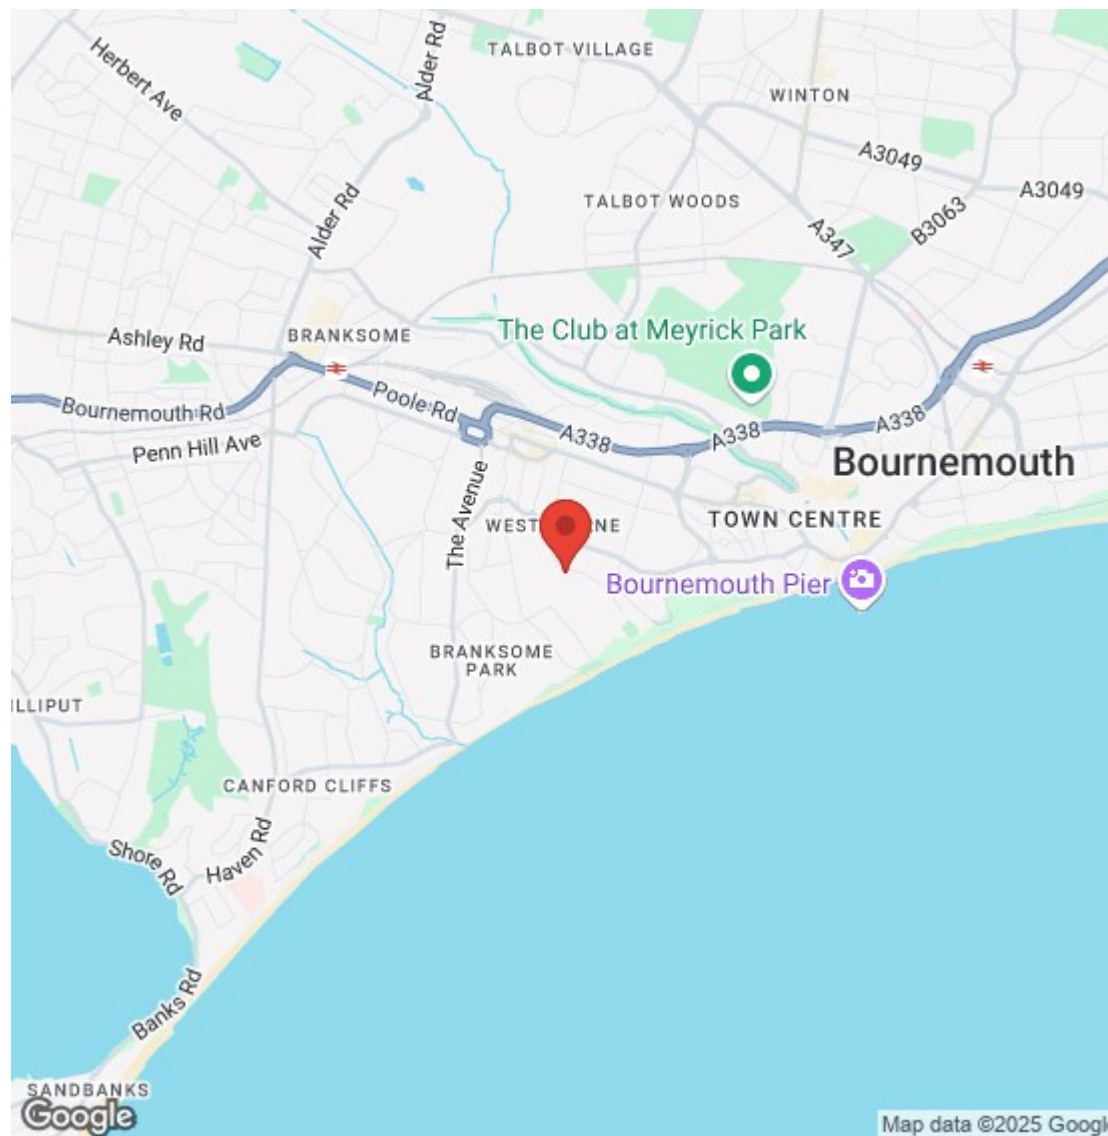 TALBOT VILLAGE
Alder Rd
Herbert Ave
WINTON
A3049
A3049
TALBOT WOODS
Alder Rd
A347
B3063
The Club at Meyrick Park
Ashley Rd
BRANKSOME
Bournemouth Rd
Poole Rd
Penn Hill Ave
A338
A338
A338
Bournemouth
The Avenue
TOWN CENTRE
Bournemouth Pier
BRANKSOME
PARK
ILLIPUT
CANFORD CLIFFS
Shore Rd
Haven Rd
Banks Rd
SANDBANKS
Google
Map data ©2025 Googl